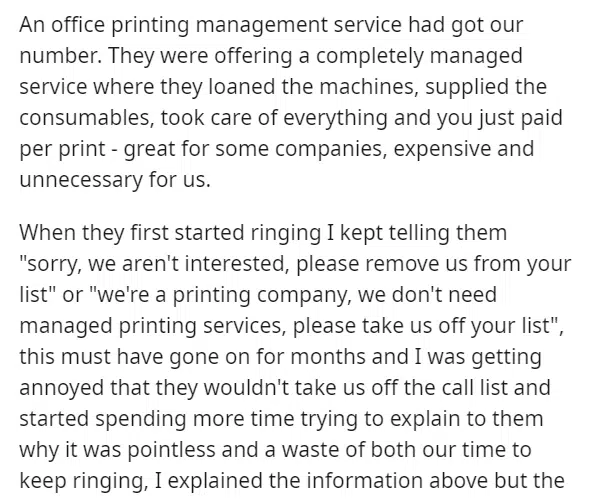 An office printing management service had got our
number. They were offering a completely managed
service where they loaned the machines, supplied the
consumables, took care of everything and you just paid
per print - great for some companies, expensive and
unnecessary for us.
When they first started ringing I kept telling them
"sorry, we aren't interested, please remove us from your
list" or "we're a printing company, we don't need
managed printing services, please take us off your list",
this must have gone on for months and I was getting
annoyed that they wouldn't take us off the call list and
started spending more time trying to explain to them
why it was pointless and a waste of both our time to
keep ringing, I explained the information above but the